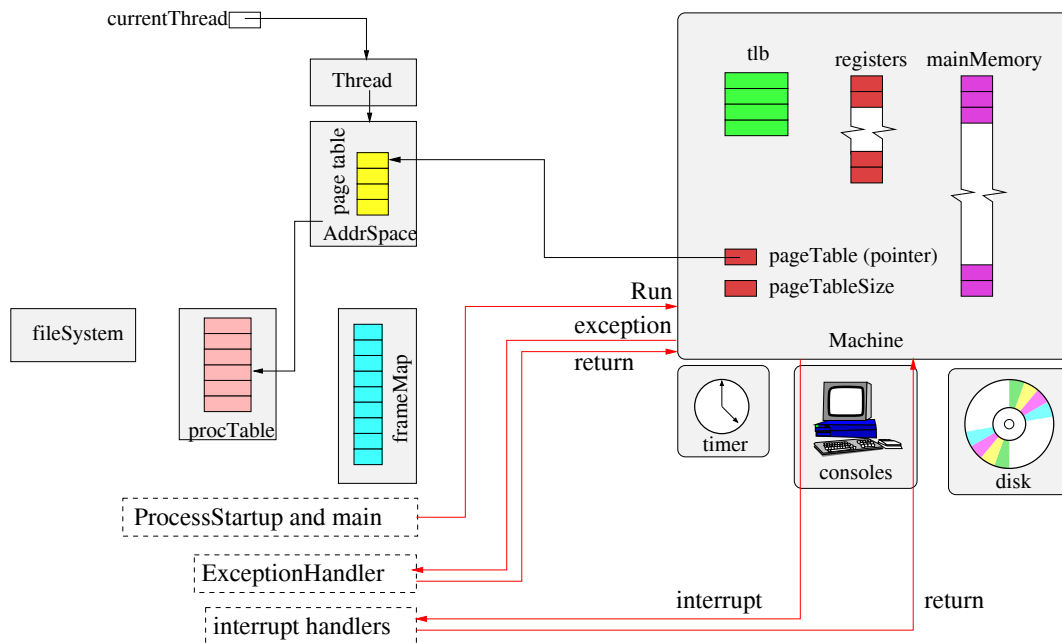 currentThread
Thread
page table
AddrSpace
tlb
registers
mainMemory
pageTable (pointer)
pageTableSize
Machine
Run
exception
return
fileSystem
procTable
frameMap
timer
consoles
disk
ProcessStartup and main
ExceptionHandler
interrupt handlers
interrupt
return